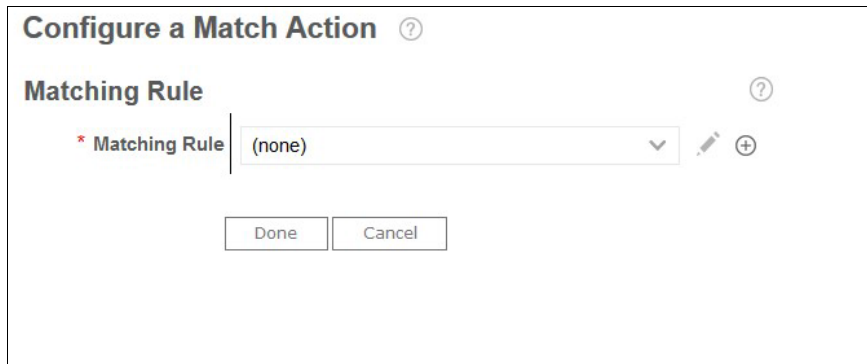 Configure a Match Action
Matching Rule
* Matching Rule (none)
Done Cancel